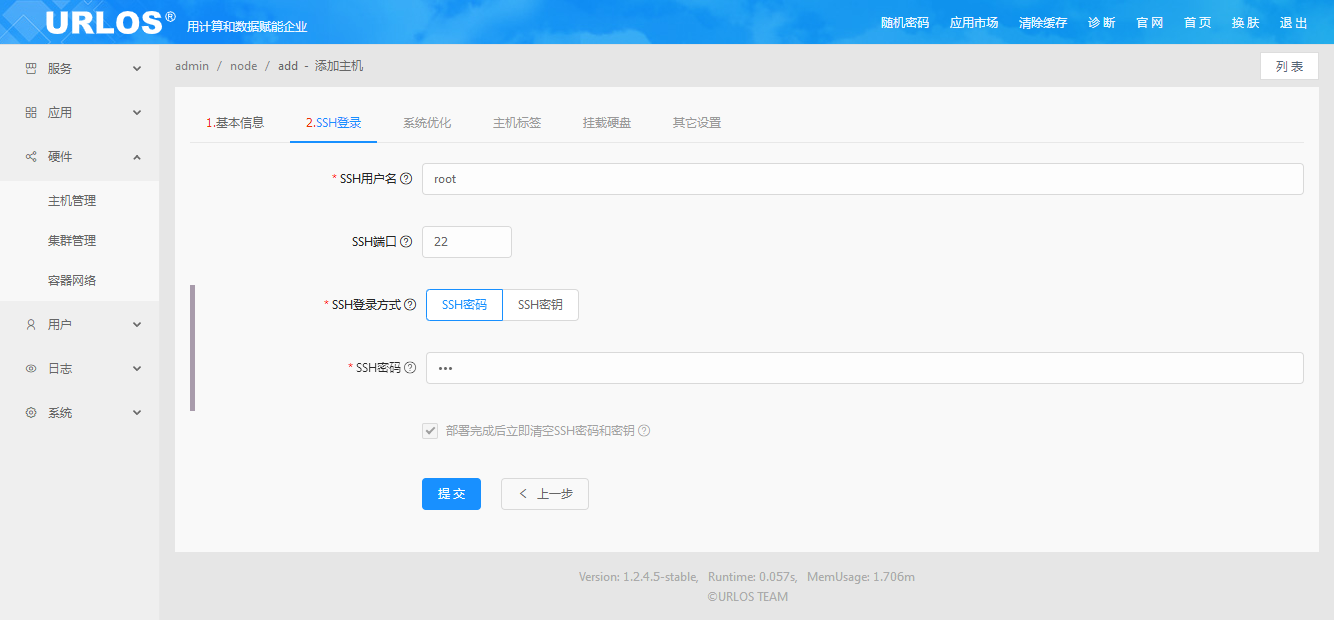 URLOS® 用计算和数据赋能企业 随机密码 应用市场 清除缓存 诊断 官网 首页 换肤 退出
服务
应用
硬件
主机管理
集群管理
容器网络
用户
日志
系统
admin / node / add - 添加主机 列表
1.基本信息 2.SSH登录 系统优化 主机标签 挂载硬盘 其它设置
* SSH用户名 root
SSH端口 22
* SSH登录方式 SSH密码 SSH密钥
* SSH密码 •••
部署完成后立即清空SSH密码和密钥
提交 上一步
Version: 1.2.4.5-stable, Runtime: 0.057s, MemUsage: 1.706m
©URLOS TEAM